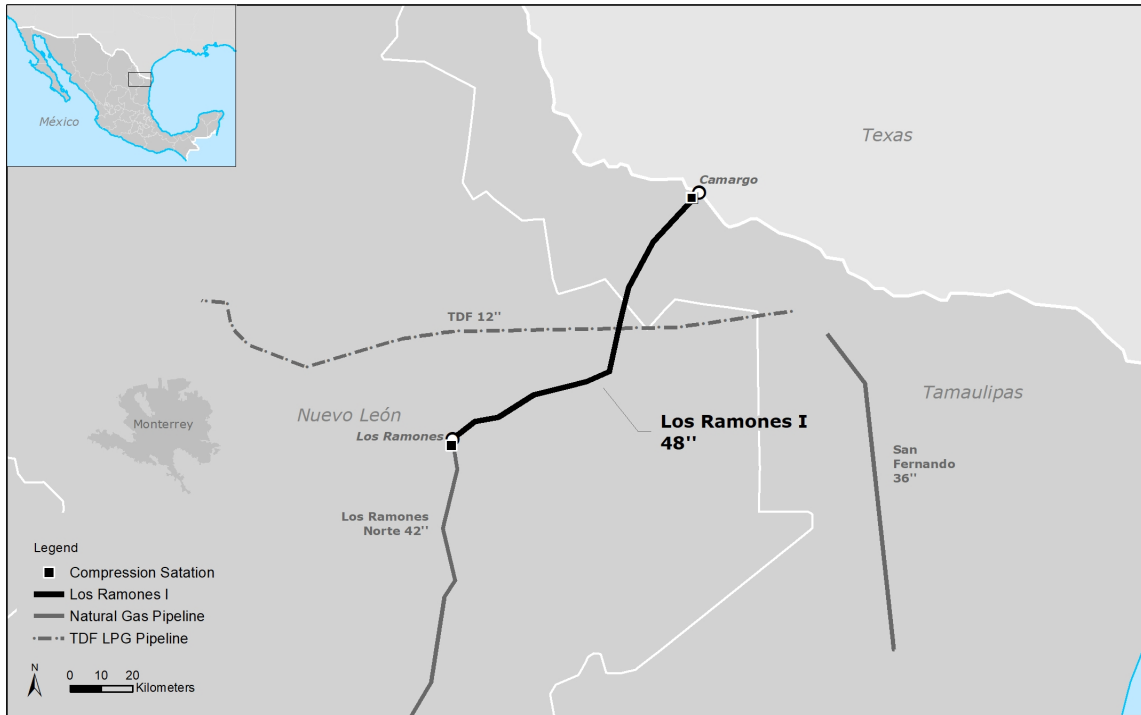 México
Texas
Camargo
TDF 12"
Nuevo León
Tamaulipas
Monterrey
Los Ramones
Los Ramones I
48"
San
Fernando
36"
Los Ramones
Norte 42"
Legend
Compression Satation
Los Ramones I
Natural Gas Pipeline
TDF LPG Pipeline
N
0 10 20
Kilometers